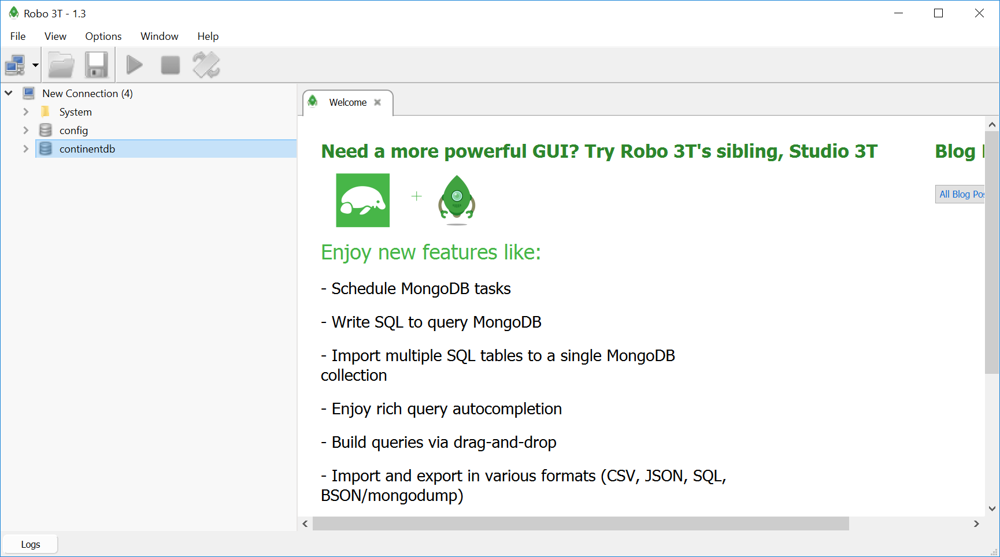 Robo 3T - 1.3
File View Options Window Help
New Connection (4)
System
config
continentdb
Welcome
Need a more powerful GUI? Try Robo 3T's sibling, Studio 3T
Blog
All Blog
+
Enjoy new features like:
- Schedule MongoDB tasks
- Write SQL to query MongoDB
- Import multiple SQL tables to a single MongoDB
collection
- Enjoy rich query autocompletion
- Build queries via drag-and-drop
- Import and export in various formats (CSV, JSON, SQL,
BSON/mongodump)
Logs